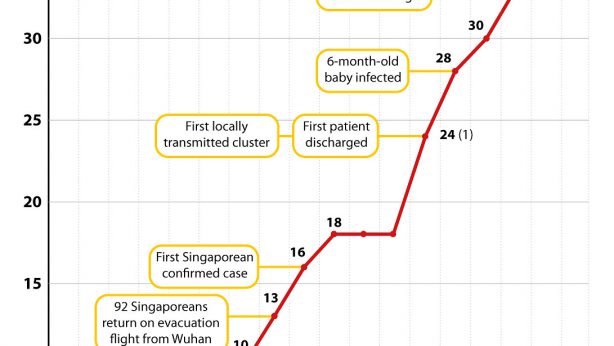 30
30
6-month-old
baby infected
28
25
First locally
transmitted cluster
First patient
discharged
24 (1)
20
18
First Singaporean
confirmed case
16
15
92 Singaporeans
return on evacuation
flight from Wuhan
13
10